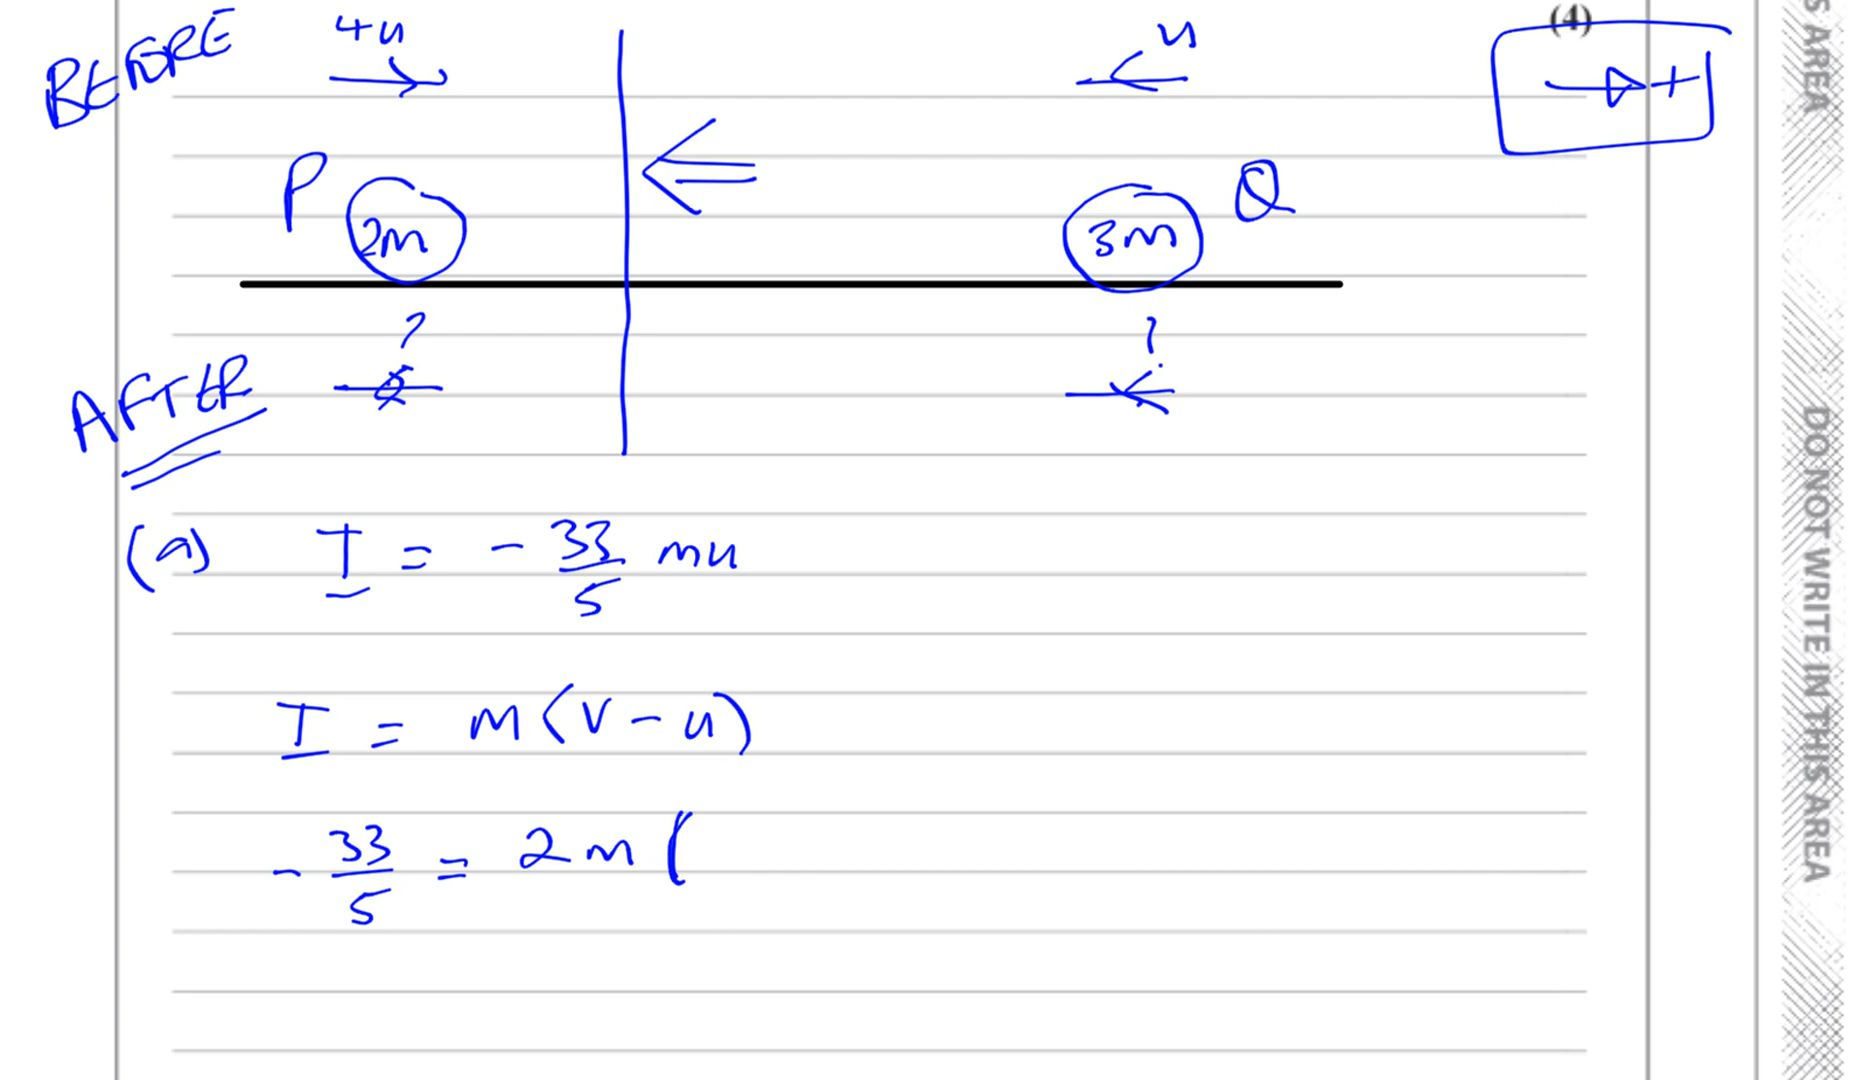 (4)
BEFORE 4u u → +
P 2m 3m Q
? ?
AFTER
(a) I = - 33/5 mu
I = m(v - u)
- 33/5 = 2m(
S AREA
DO NOT WRITE IN THIS AREA